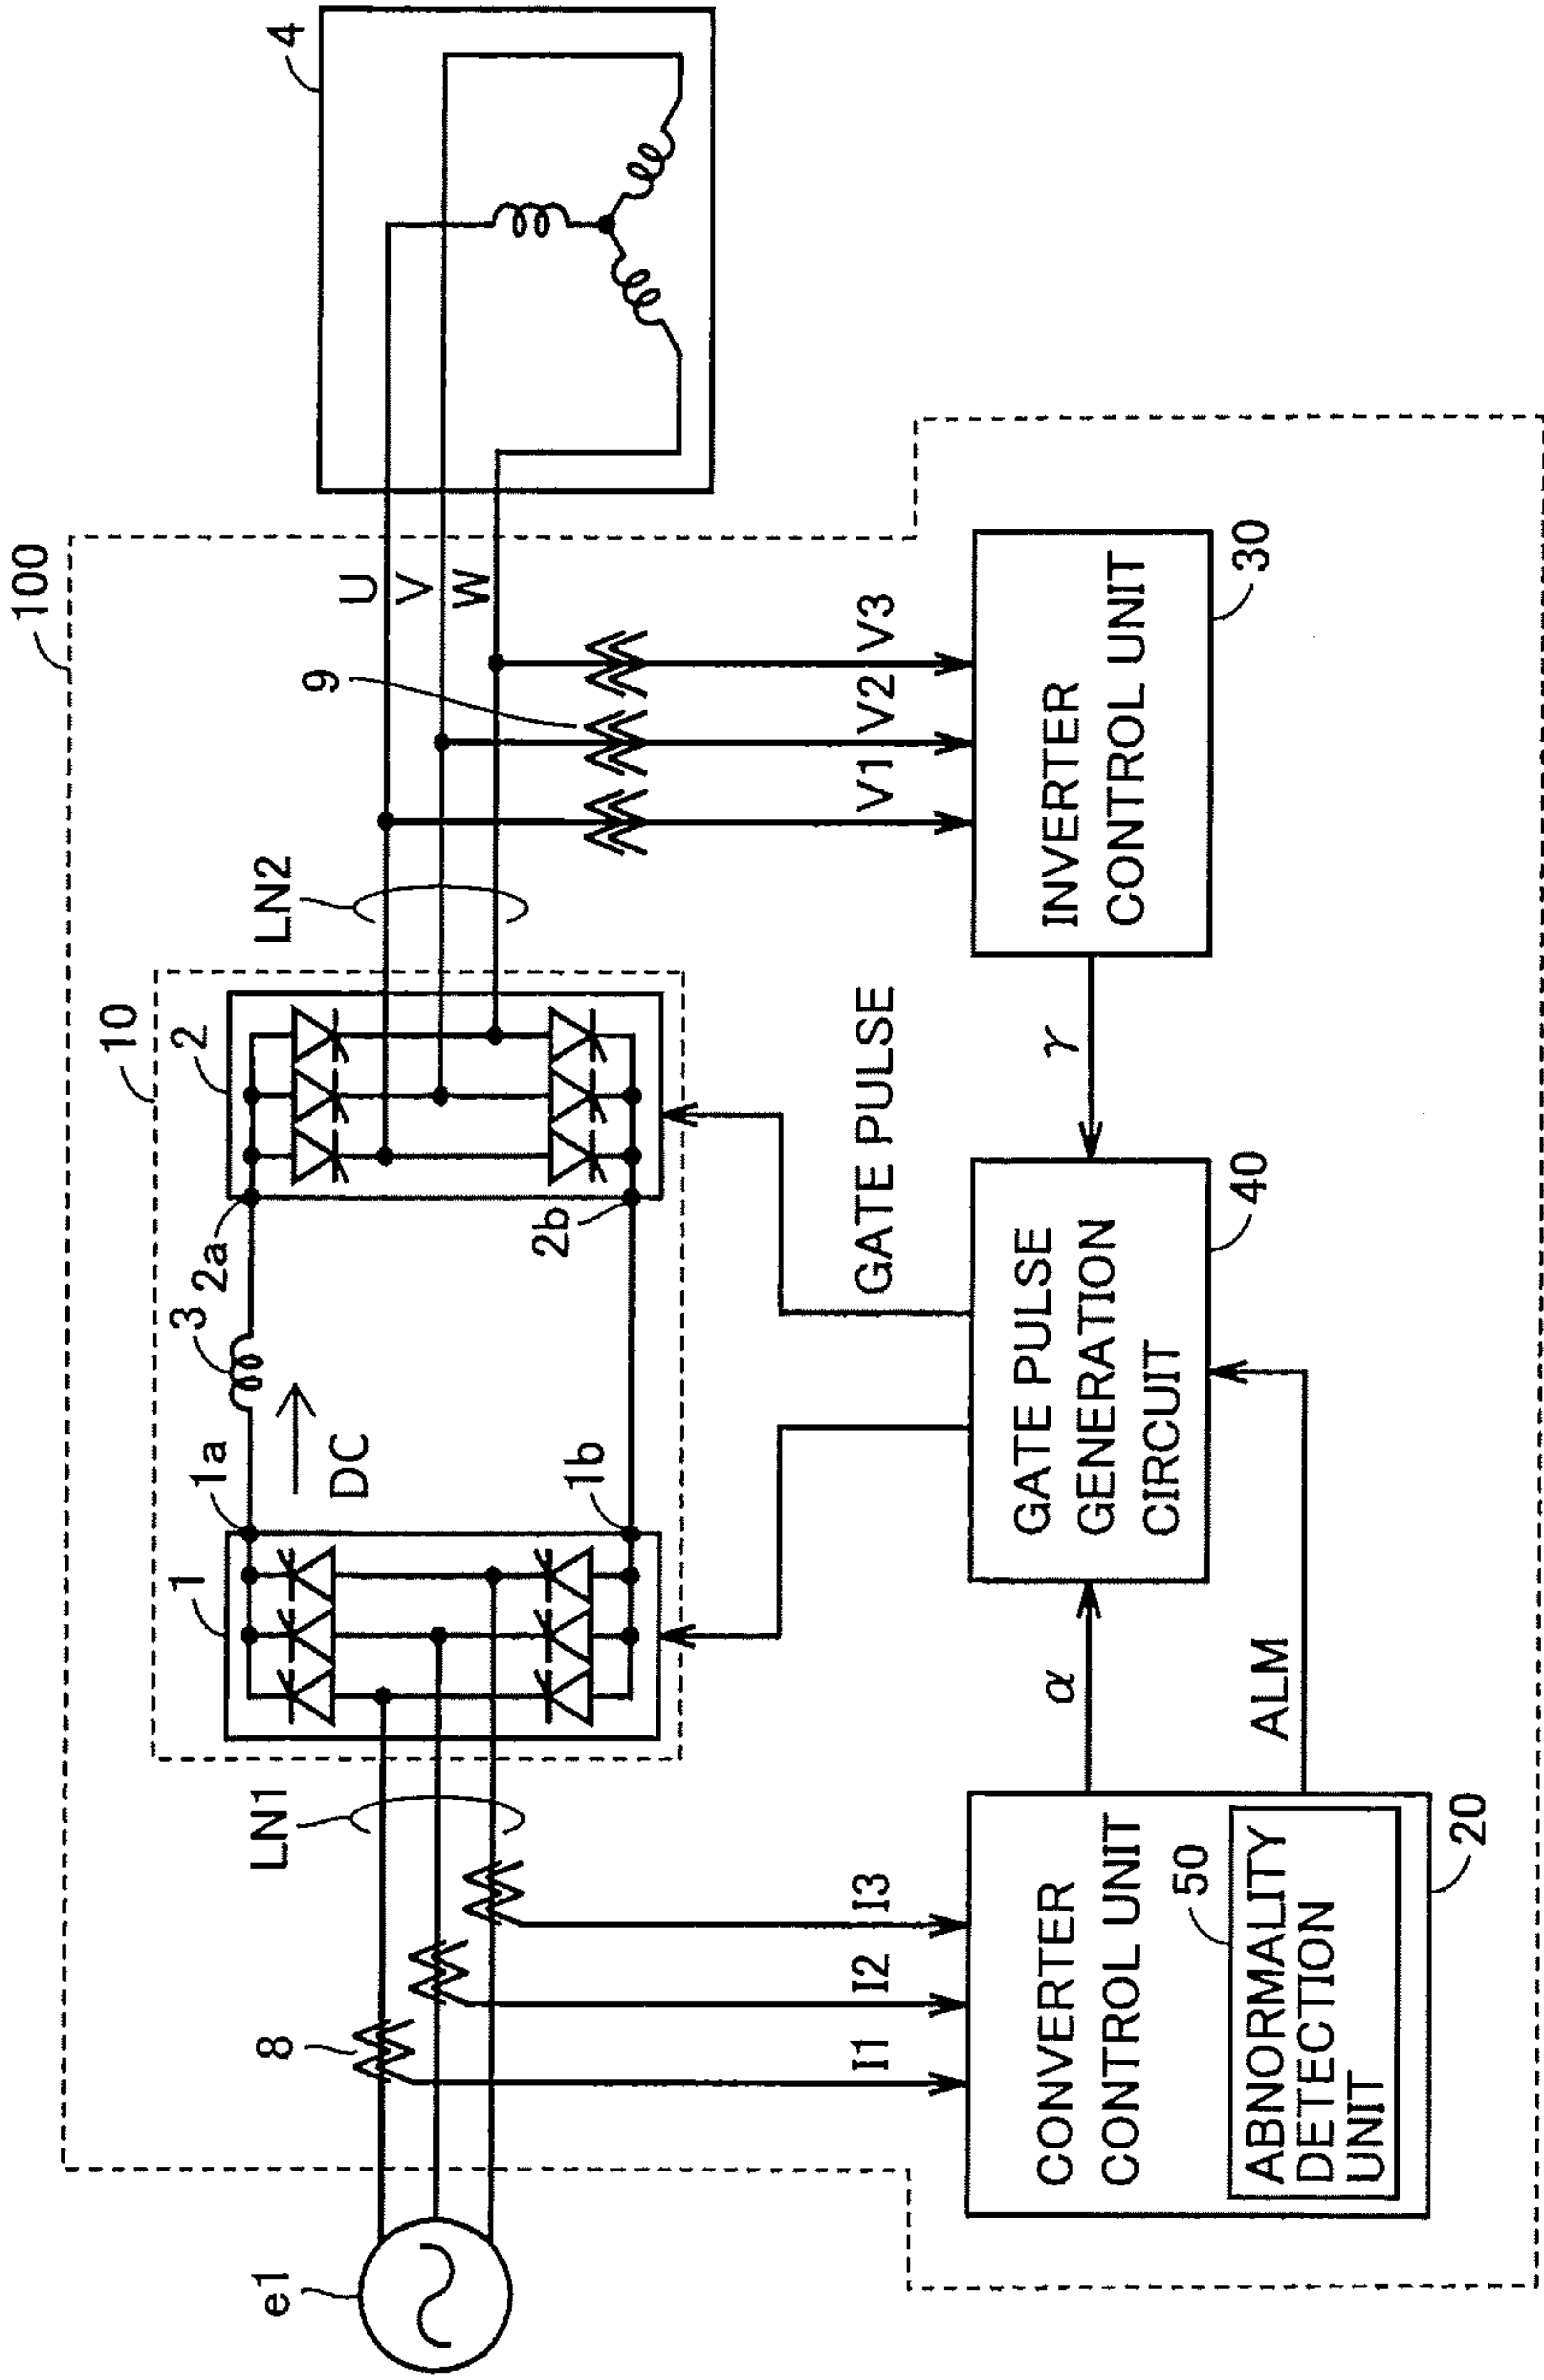 100
10
4
1
1a
3
2a
2
LN1
LN2
9
U
V
W
e1
8
DC
1b
2b
I1
I2
I3
GATE PULSE
V1
V2
V3
CONVERTER
CONTROL UNIT
50
ABNORMALITY
DETECTION
UNIT
20
α
ALM
GATE PULSE
GENERATION
CIRCUIT
40
γ
INVERTER
CONTROL UNIT
30